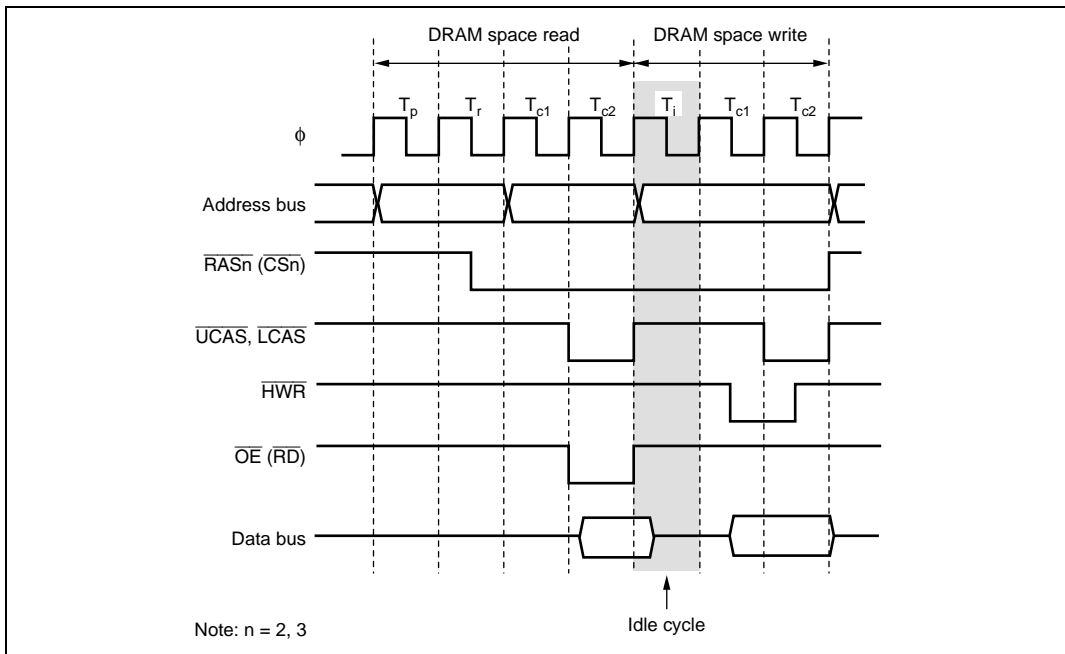 DRAM space read DRAM space write
Tp Tr Tc1 Tc2 Ti Tc1 Tc2
ϕ
Address bus
RASn (CSn)
UCAS, LCAS
HWR
OE (RD)
Data bus
Note: n = 2, 3
Idle cycle